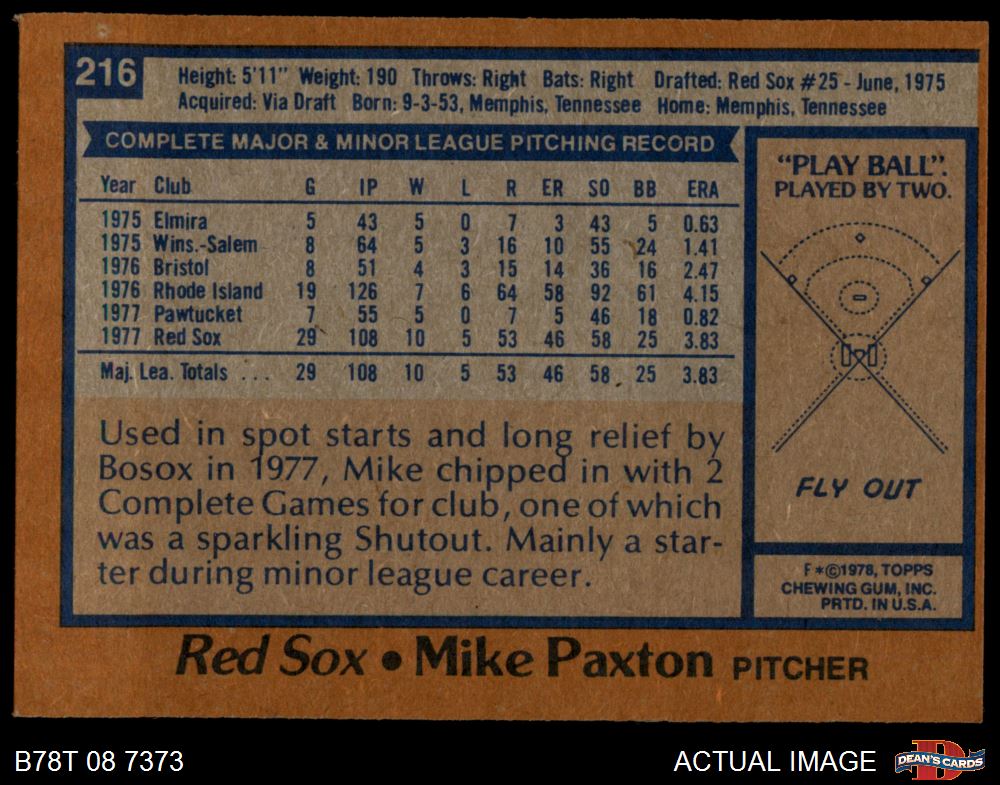 216
Height: 5'11" Weight: 190 Throws: Right Bats: Right Drafted: Red Sox #25 - June, 1975
Acquired: Via Draft Born: 9-3-53, Memphis, Tennessee Home: Memphis, Tennessee
COMPLETE MAJOR & MINOR LEAGUE PITCHING RECORD
Year Club G IP W L R ER SO BB ERA
1975 Elmira 5 43 5 0 7 3 43 5 0.63
1975 Wins.-Salem 8 64 5 3 16 10 55 24 1.41
1976 Bristol 8 51 4 3 15 14 36 16 2.47
1976 Rhode Island 19 126 7 6 64 58 92 61 4.15
1977 Pawtucket 7 55 5 0 7 5 46 18 0.82
1977 Red Sox 29 108 10 5 53 46 58 25 3.83
Maj. Lea. Totals ... 29 108 10 5 53 46 58 25 3.83
Used in spot starts and long relief by
Bosox in 1977, Mike chipped in with 2
Complete Games for club, one of which
was a sparkling Shutout. Mainly a star-
ter during minor league career.
"PLAY BALL".
PLAYED BY TWO.
FLY OUT
F*©1978, TOPPS
CHEWING GUM, INC.
PRTD. IN U.S.A.
Red Sox • Mike Paxton PITCHER
B78T 08 7373
ACTUAL IMAGE
D
DEAN'S CARDS